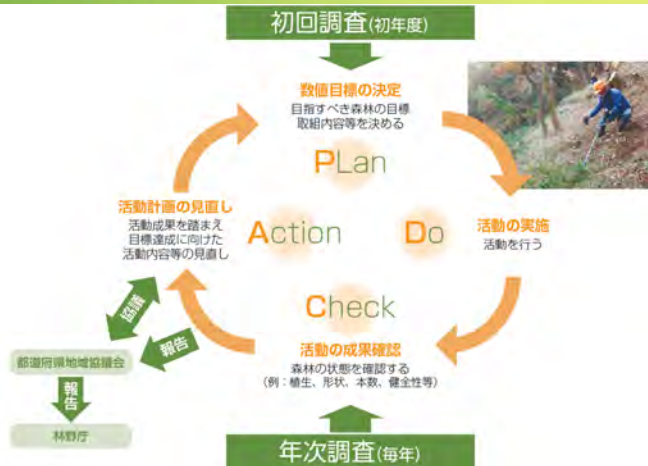 初回調査(初年度)
数値目標の決定
目指すべき森林の目標
取組内容等を決める
PLan
活動計画の見直し
活動成果を踏まえ
目標達成に向けた
活動内容等の見直し
Action
Do
活動の実施
活動を行う
Check
活動の成果確認
森林の状態を確認する
(例:植生、形状、本数、健全性等)
協議
報告
都道府県地域協議会
報告
林野庁
年次調査(毎年)